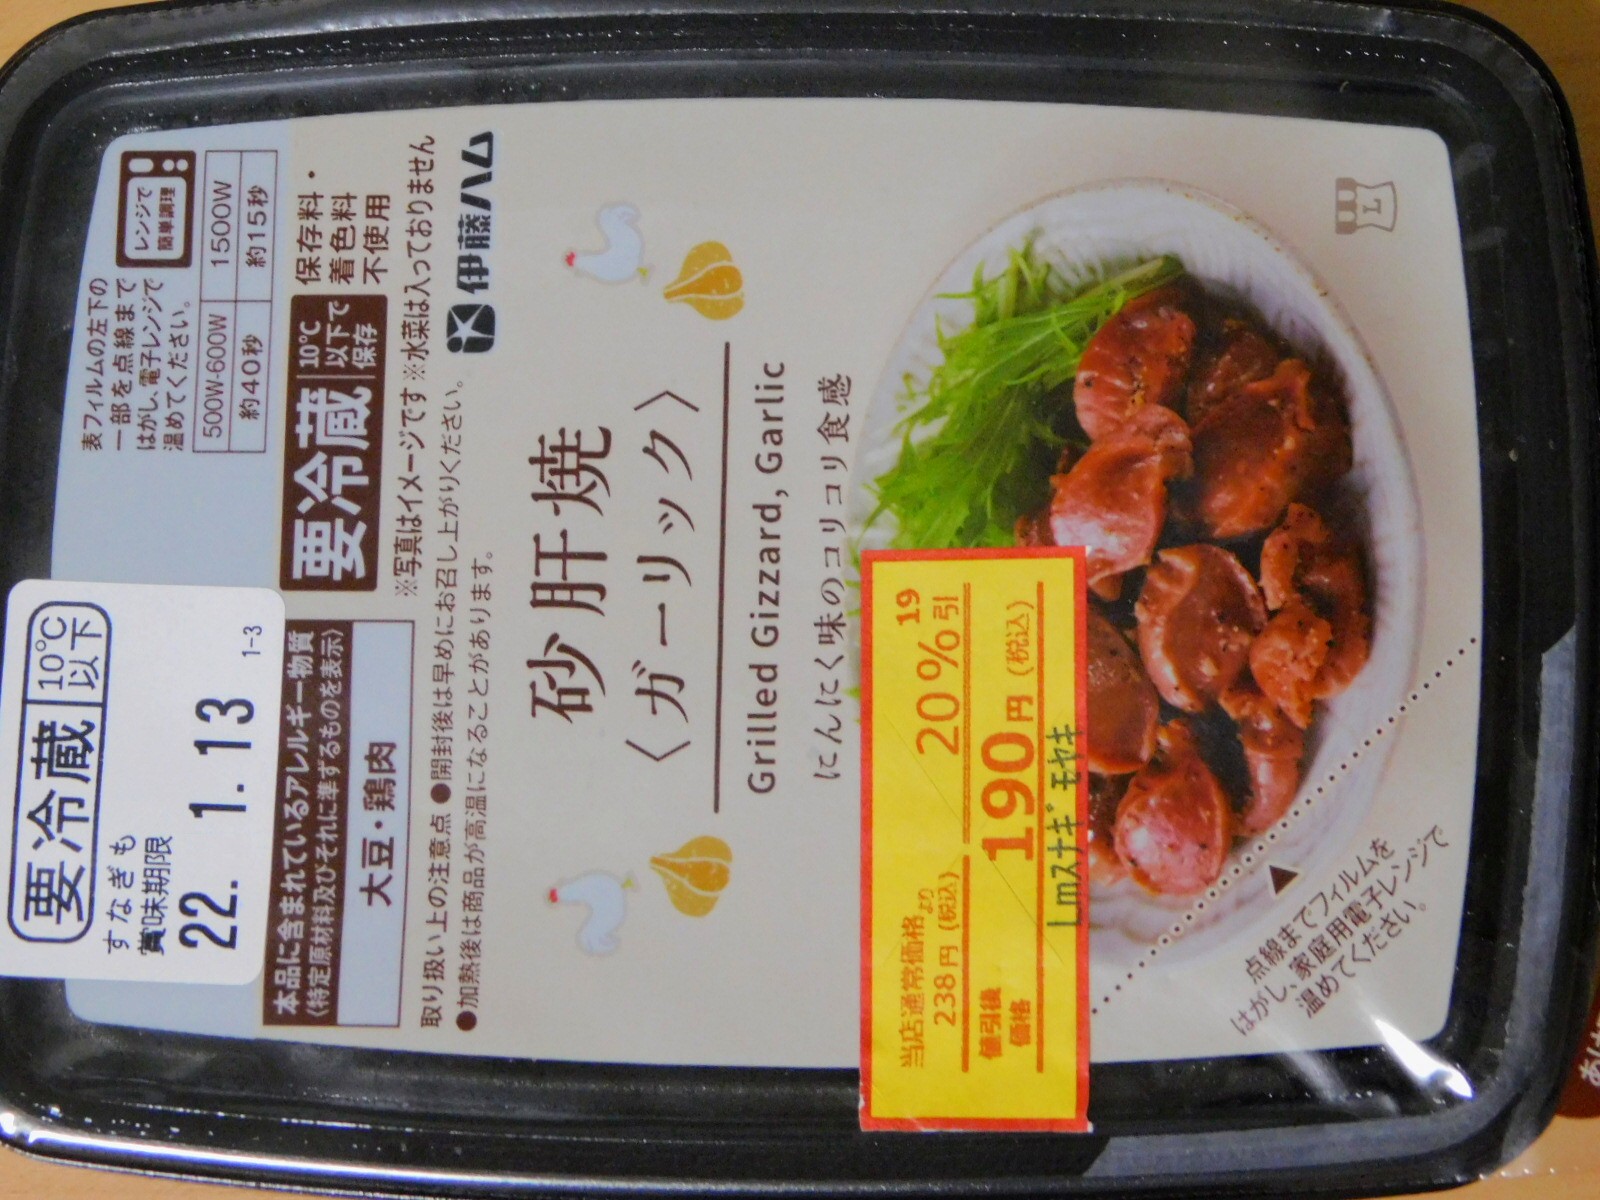 要冷蔵 10℃以下
すなぎも 1-3
賞味期限
22. 1.13
表フィルムの左下の
一部を点線まで
はがし、電子レンジで
温めてください。
レンジで
簡単調理
500W-600W 1500W
約40秒 約15秒
要冷蔵 10℃以下で保存
保存料・
着色料
不使用
本品に含まれているアレルギー物質
(特定原材料及びそれに準ずるものを表示)
大豆・鶏肉
※写真はイメージです※水菜は入っておりません
取り扱い上の注意点 ●開封後は早めにお召し上がりください。
●加熱後は商品が高温になることがあります。
伊藤ハム
砂肝焼
〈ガーリック〉
Grilled Gizzard, Garlic
にんにく味のコリコリ食感
L
19
当店通常価格より 20%引
238円(税込)
値引後
価格 190円(税込)
Lmスナギモヤキ
点線までフィルムを
はがし、家庭用電子レンジで
温めてください。